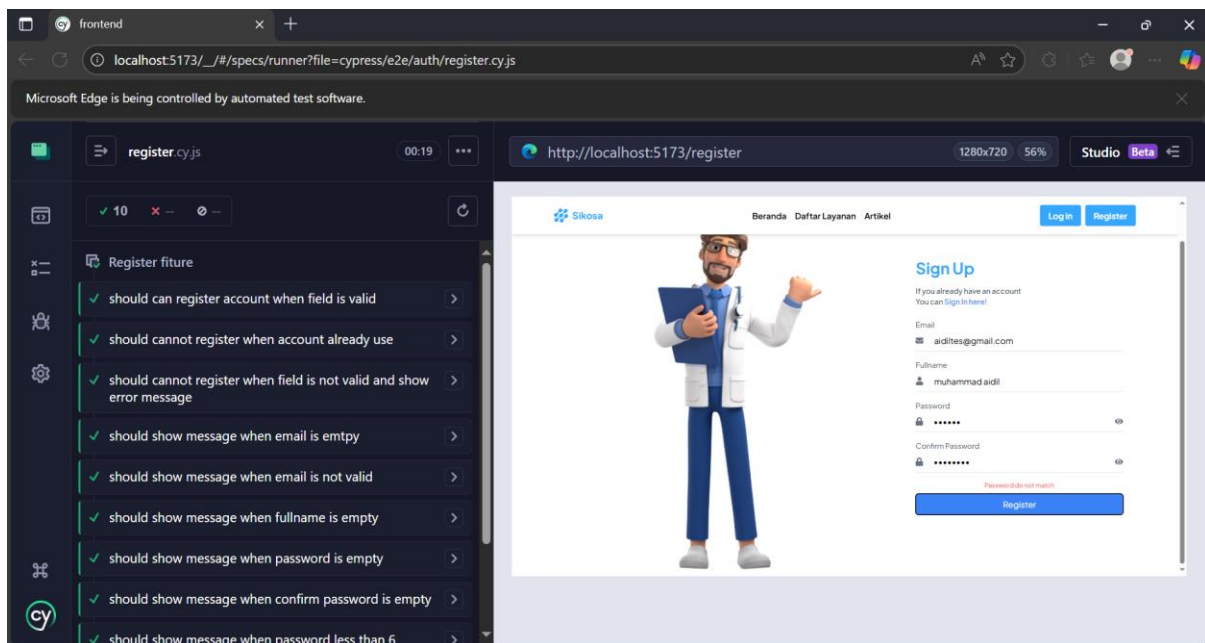 frontend
localhost:5173/__/#/specs/runner?file=cypress/e2e/auth/register.cy.js
Microsoft Edge is being controlled by automated test software.
register.cy.js
00:19
10
--
--
Register fiture
should can register account when field is valid
should cannot register when account already use
should cannot register when field is not valid and show
error message
should show message when email is emtpy
should show message when email is not valid
should show message when fullname is empty
should show message when password is empty
should show message when confirm password is empty
should show message when password less than 6
cy
http://localhost:5173/register
1280x720
56%
Studio Beta
Sikosa
Beranda Daftar Layanan Artikel
Log in
Register
Sign Up
If you already have an account
You can Sign In here!
Email
aidiltes@gmail.com
Fullname
muhammad aidil
Password
Confirm Password
Password do not match
Register